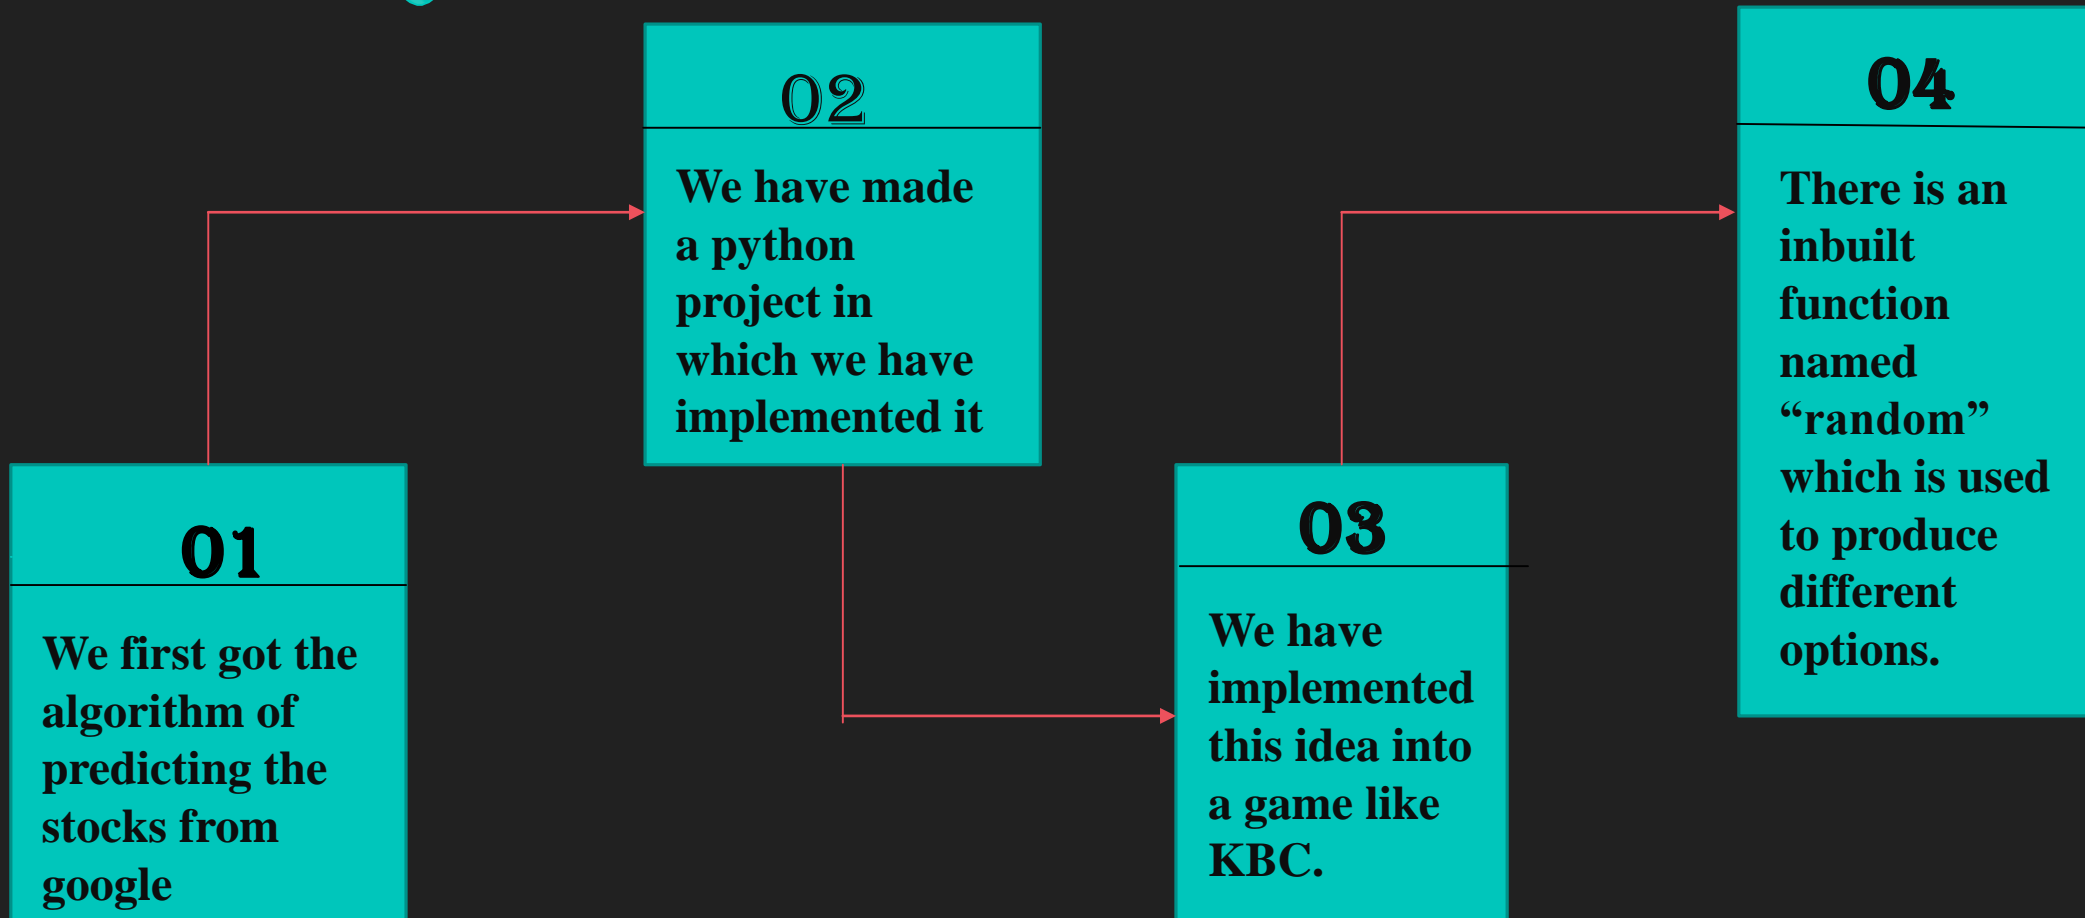 01
We first got the
algorithm of
predicting the
stocks from
google
02
We have made
a python
project in
which we have
implemented it
03
We have
implemented
this idea into
a game like
KBC.
04
There is an
inbuilt
function
named
“random”
which is used
to produce
different
options.